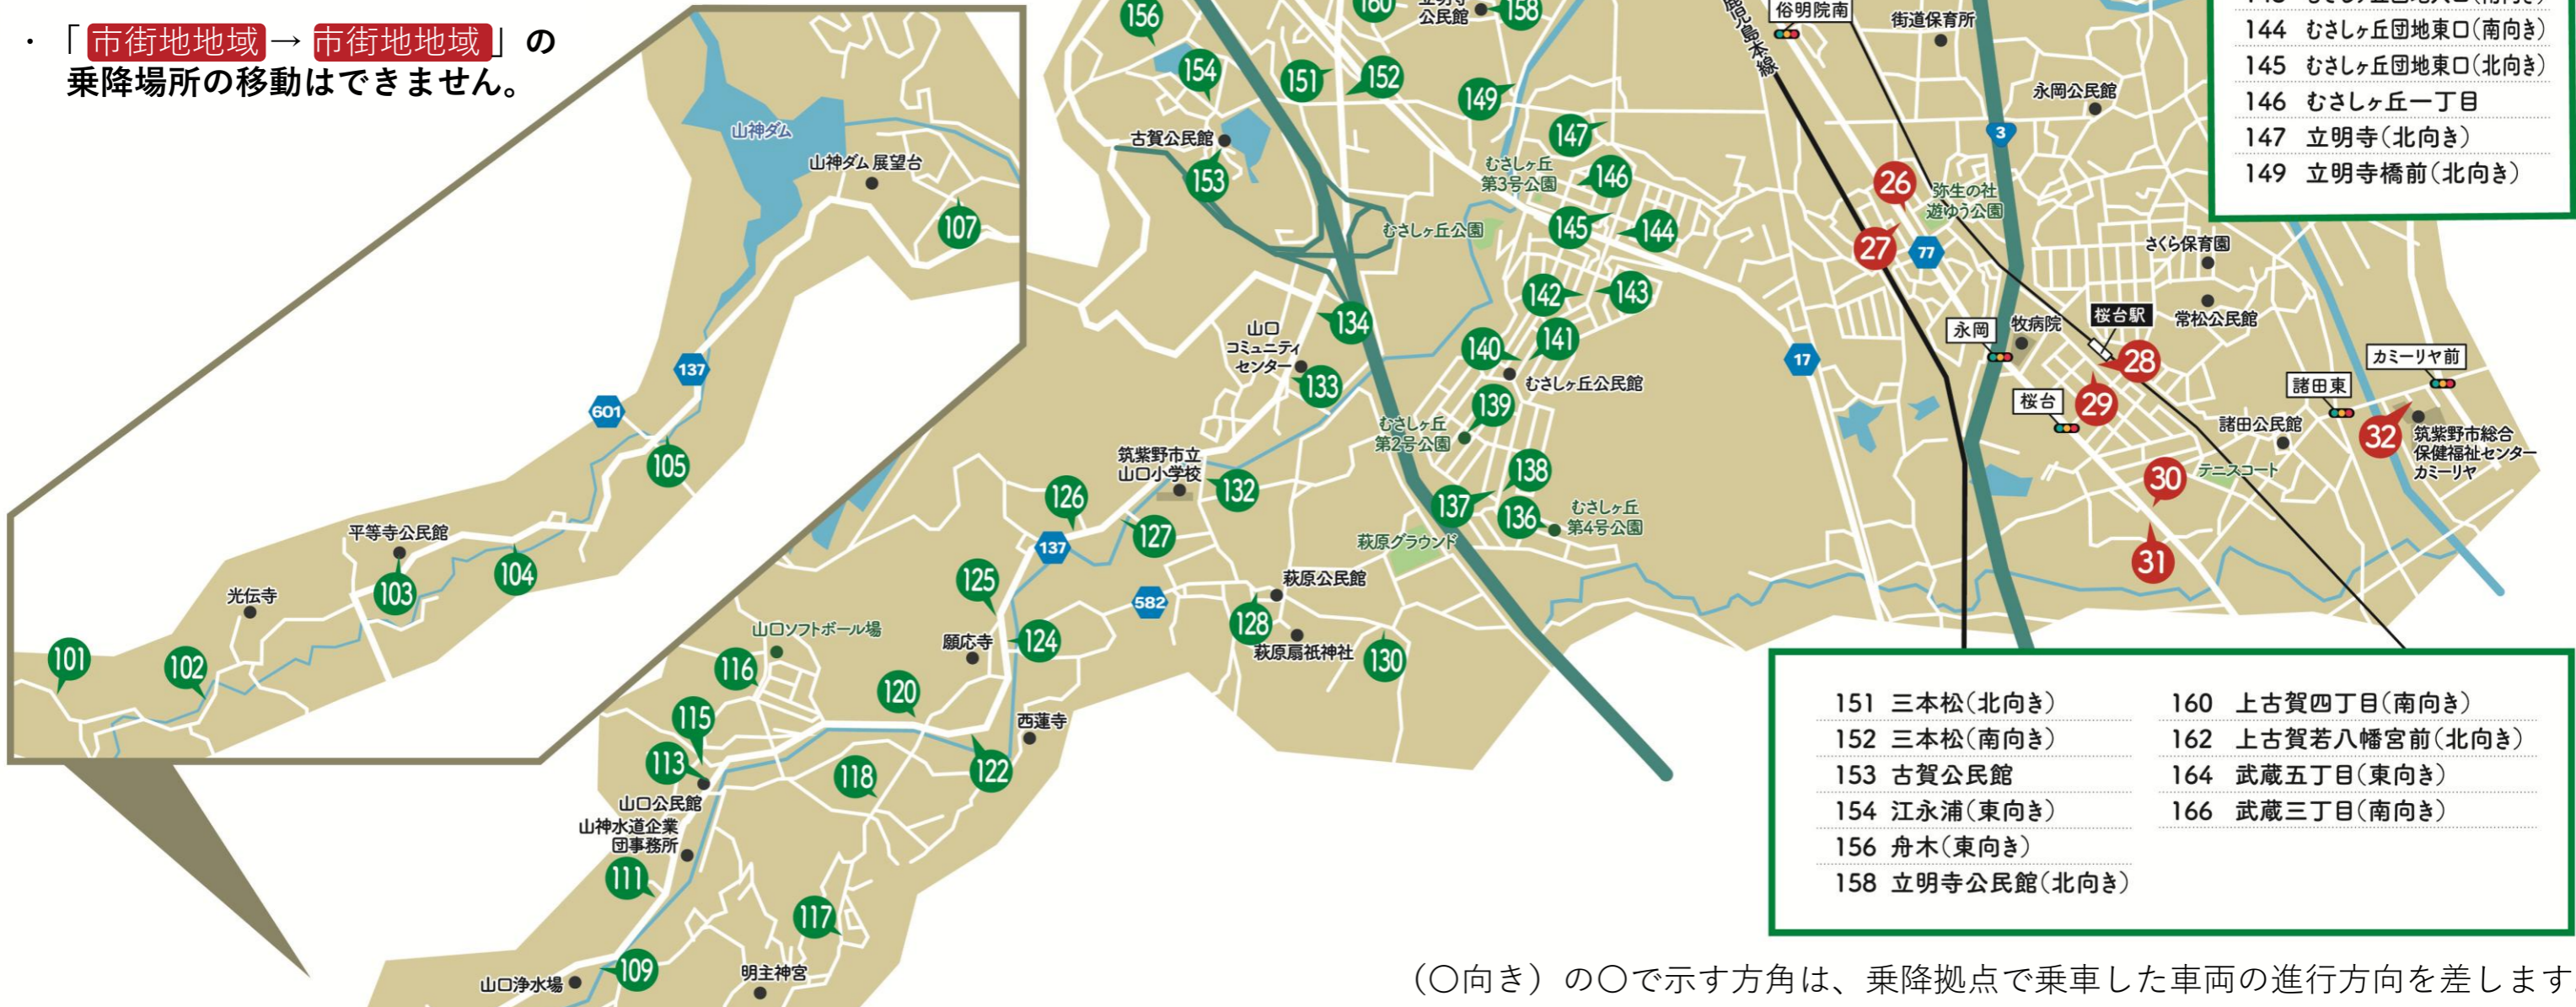 ・「市街地地域→市街地地域」の
乗降場所の移動はできません。
山神ダム
山神ダム 展望台
107
137
601
105
平等寺公民館
104
103
光伝寺
101
102
156
160
公民館
158
154
151
152
149
古賀公民館
153
147
むさしヶ丘
第3号公園
146
145
144
むさしヶ丘公園
142
143
134
山口
コミュニティ
センター
133
140
141
むさしヶ丘公民館
139
むさしヶ丘
第2号公園
筑紫野市立
山口小学校
132
138
137
136
むさしヶ丘
第4号公園
萩原グラウンド
126
127
137
125
582
萩原公民館
128
萩原扇祇神社
130
124
願応寺
山口ソフトボール場
116
120
115
西蓮寺
113
118
122
山口公民館
山神水道企業
団事務所
111
117
109
山口浄水場
明主神宮
鹿児島本線
俗明院南
街道保育所
永岡公民館
3
26
弥生の杜
遊ゆう公園
27
77
さくら保育園
常松公民館
桜台駅
永岡
牧病院
28
29
桜台
17
カミーリヤ前
諸田東
諸田公民館
32
筑紫野市総合
保健福祉センター
カミーリヤ
30
テニスコート
31
144 むさしヶ丘団地東口(南向き)
145 むさしヶ丘団地東口(北向き)
146 むさしヶ丘一丁目
147 立明寺(北向き)
149 立明寺橋前(北向き)
151 三本松(北向き)
152 三本松(南向き)
153 古賀公民館
154 江永浦(東向き)
156 舟木(東向き)
158 立明寺公民館(北向き)
160 上古賀四丁目(南向き)
162 上古賀若八幡宮前(北向き)
164 武蔵五丁目(東向き)
166 武蔵三丁目(南向き)
（〇向き）の〇で示す方角は、乗降拠点で乗車した車両の進行方向を差します